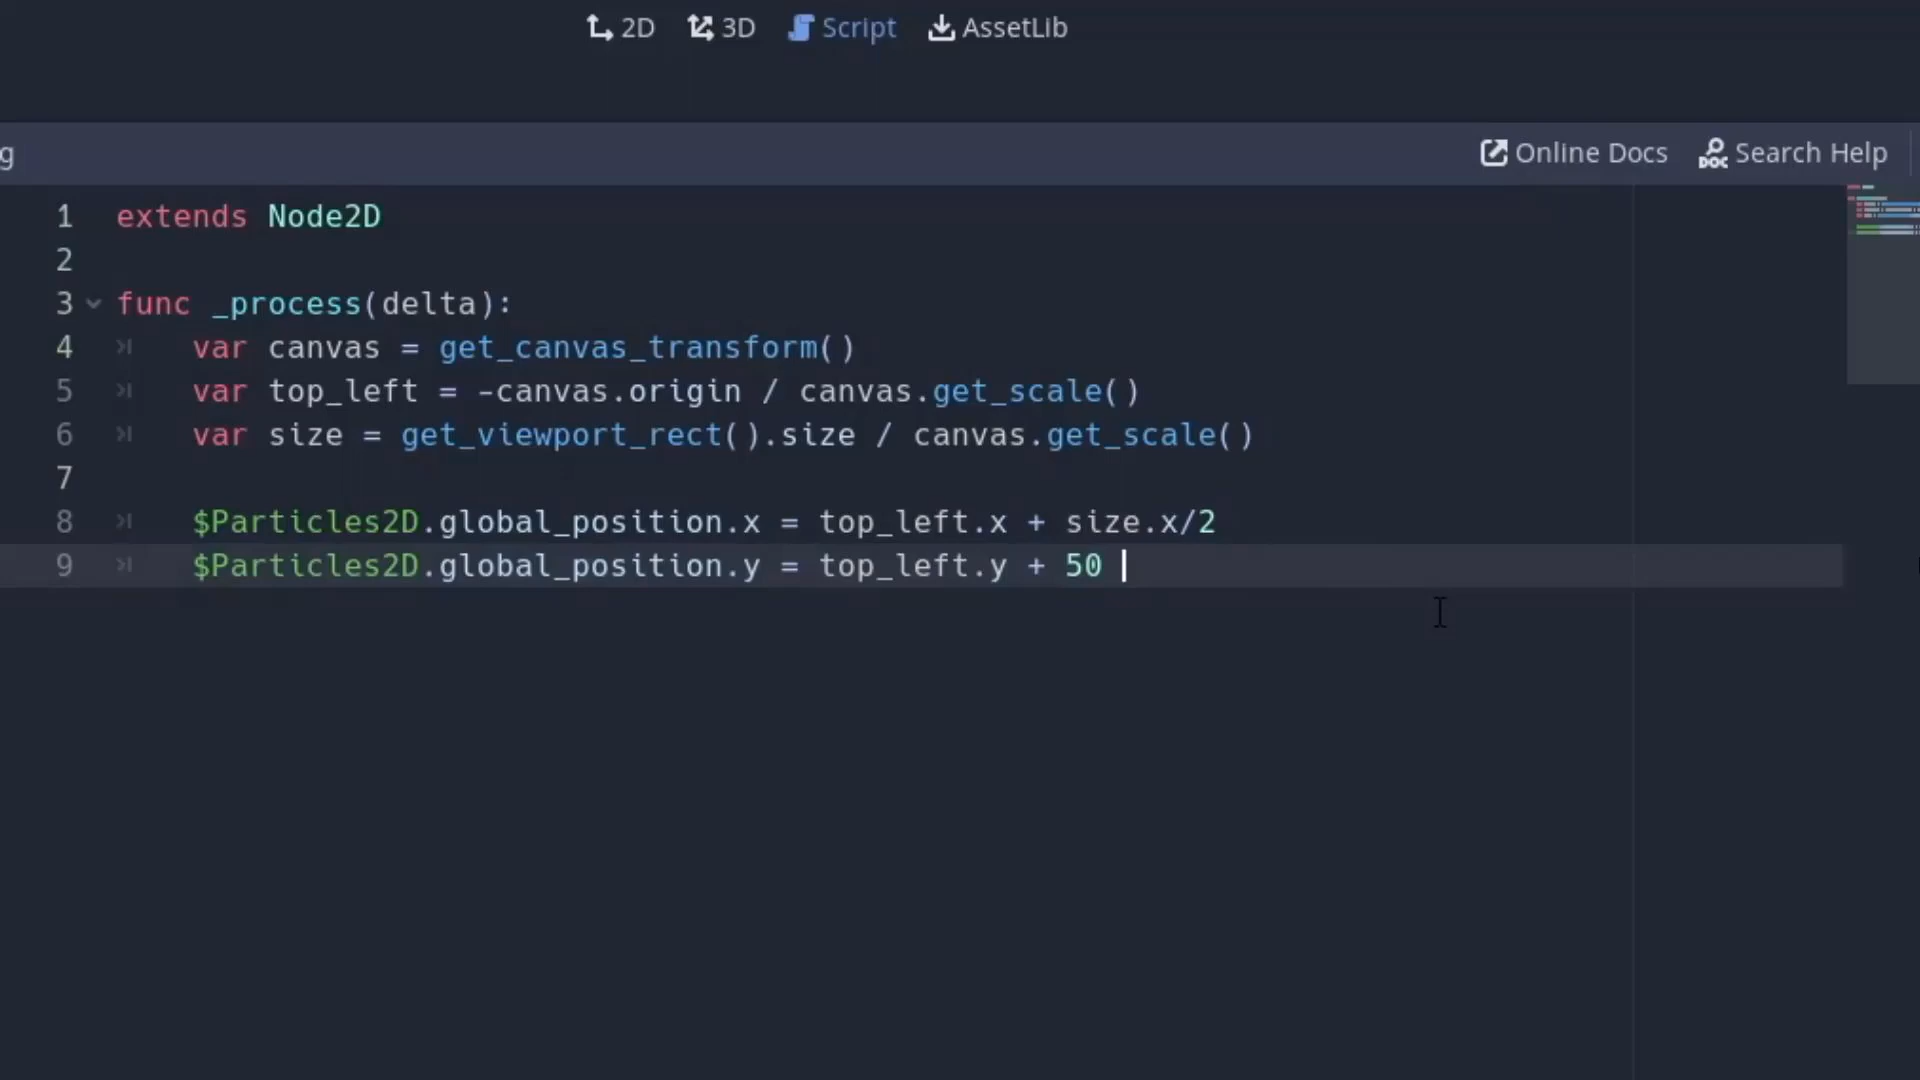 2D 3D Script AssetLib
g Online Docs Search Help
1 extends Node2D
2
3 func _process(delta):
4 var canvas = get_canvas_transform()
5 var top_left = -canvas.origin / canvas.get_scale()
6 var size = get_viewport_rect().size / canvas.get_scale()
7
8 $Particles2D.global_position.x = top_left.x + size.x/2
9 $Particles2D.global_position.y = top_left.y + 50